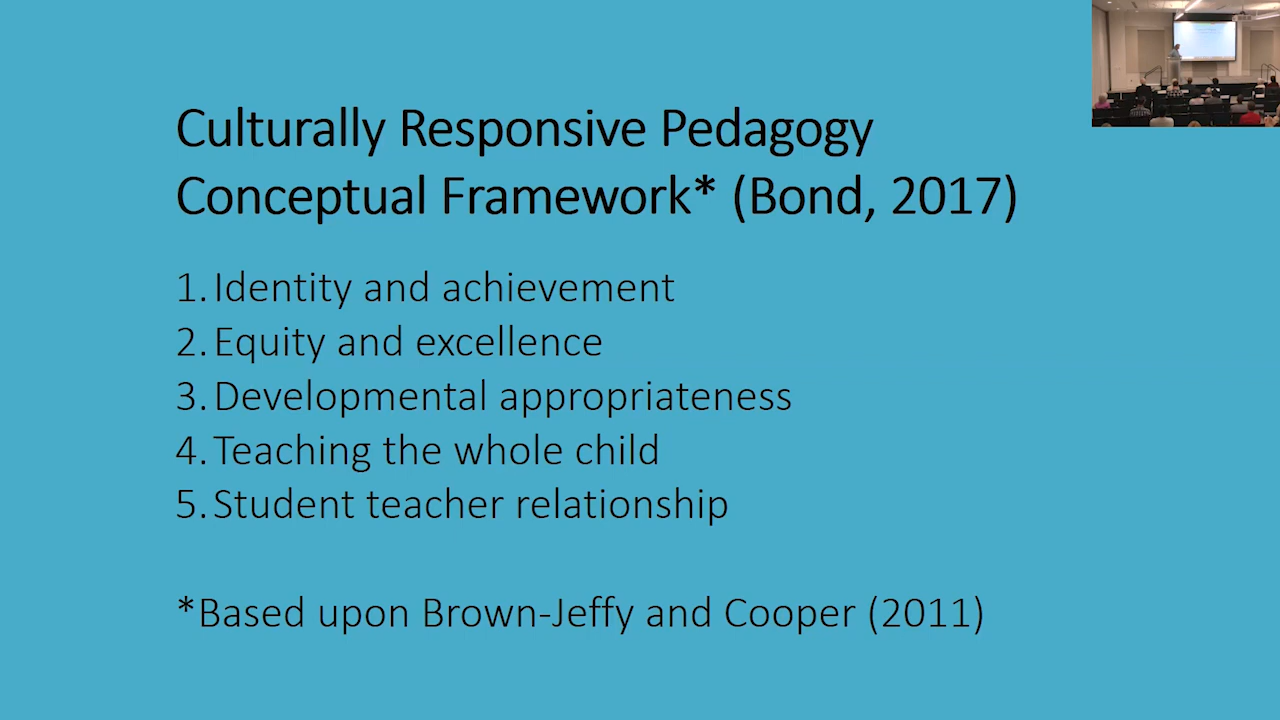 Culturally Responsive Pedagogy
Conceptual Framework* (Bond, 2017)
1. Identity and achievement
2. Equity and excellence
3. Developmental appropriateness
4. Teaching the whole child
5. Student teacher relationship
*Based upon Brown-Jeffy and Cooper (2011)